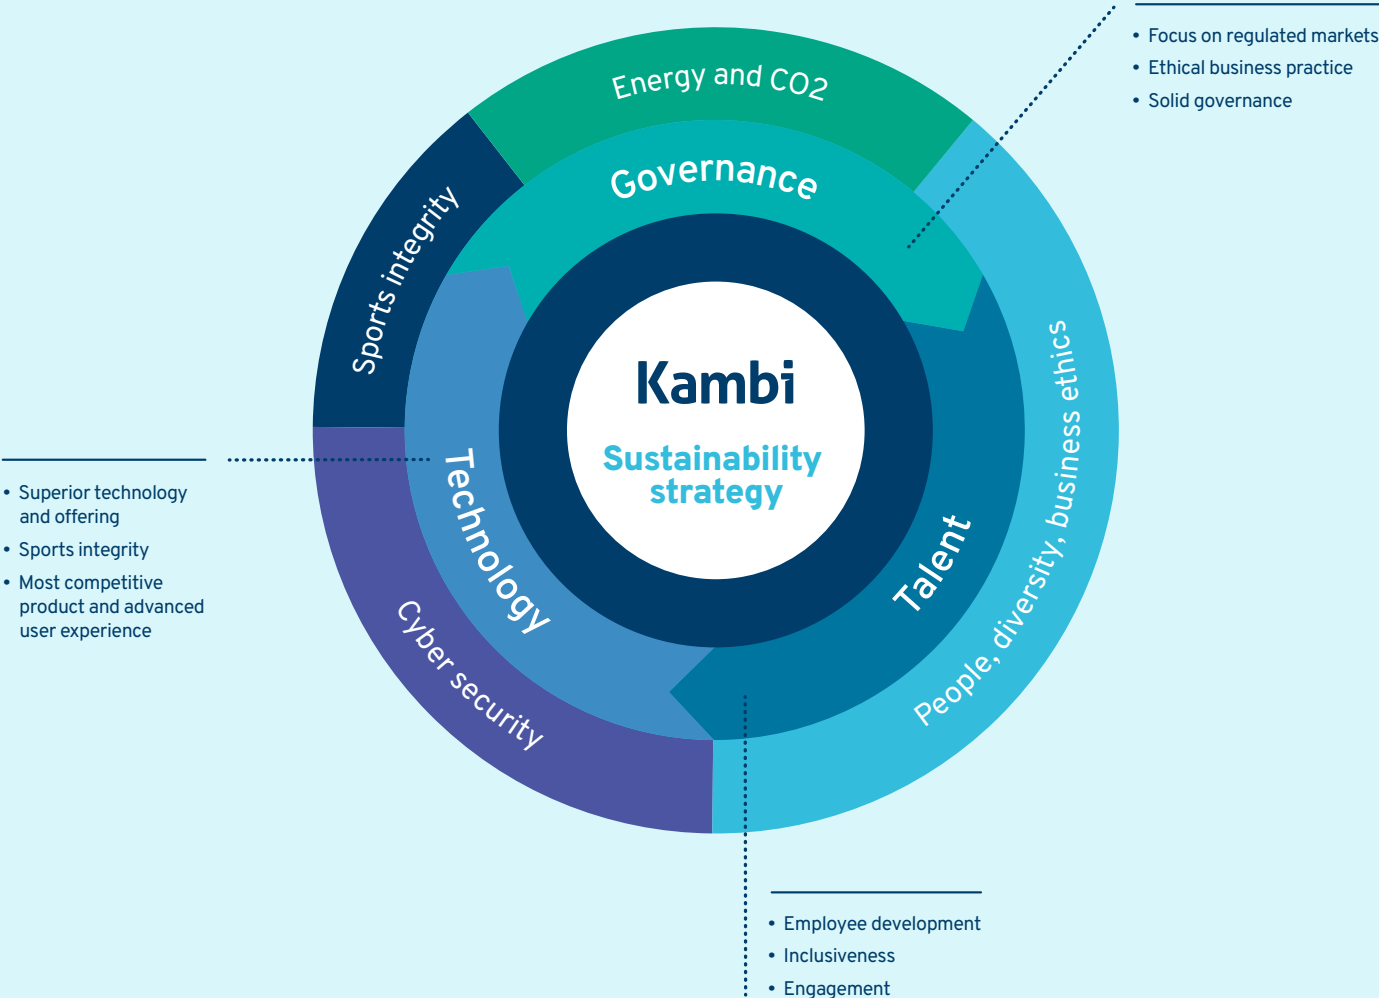 • Focus on regulated markets
• Ethical business practice
• Solid governance
Energy and CO2
Governance
Sports integrity
People, diversity, business ethics
Kambi
Sustainability
strategy
Technology
Talent
Cyber security
• Superior technology
and offering
• Sports integrity
• Most competitive
product and advanced
user experience
• Employee development
• Inclusiveness
• Engagement